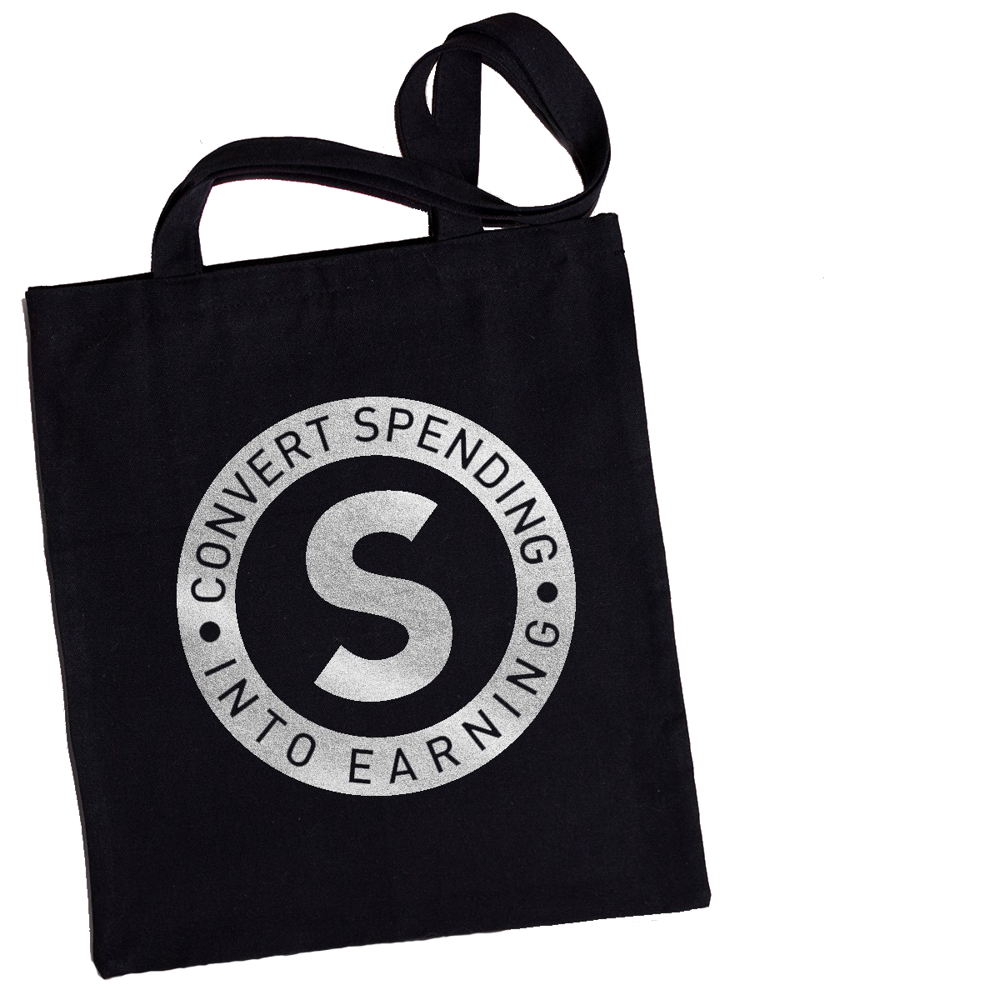 CONVERT SPENDING
S
• INTO EARNING •